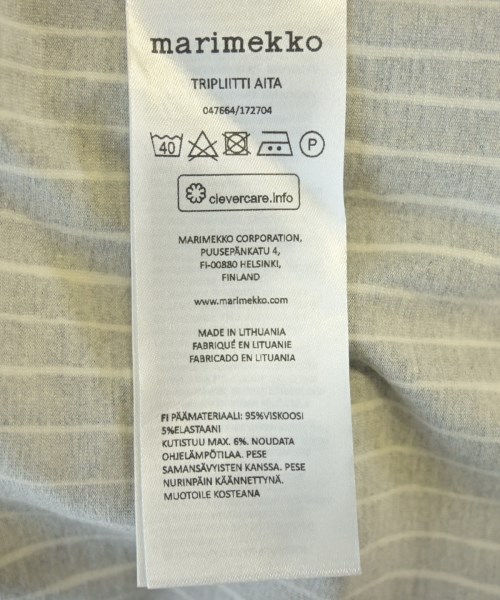 marimekko
TRIPLIITTI AITA
047664/172704
40 P
clevercare.info
MARIMEKKO CORPORATION,
PUUSEPÄNKATU 4,
FI-00880 HELSINKI,
FINLAND
www.marimekko.com
MADE IN LITHUANIA
FABRIQUÉ EN LITUANIE
FABRICADO EN LITUANIA
FI PÄÄMATERIAALI: 95%VISKOOSI
5%ELASTAANI
KUTISTUU MAX. 6%. NOUDATA
OHJELÄMPÖTILAA. PESE
SAMANSÄVYISTEN KANSSA. PESE
NURINPÄIN KÄÄNNETTYNÄ.
MUOTOILE KOSTEANA